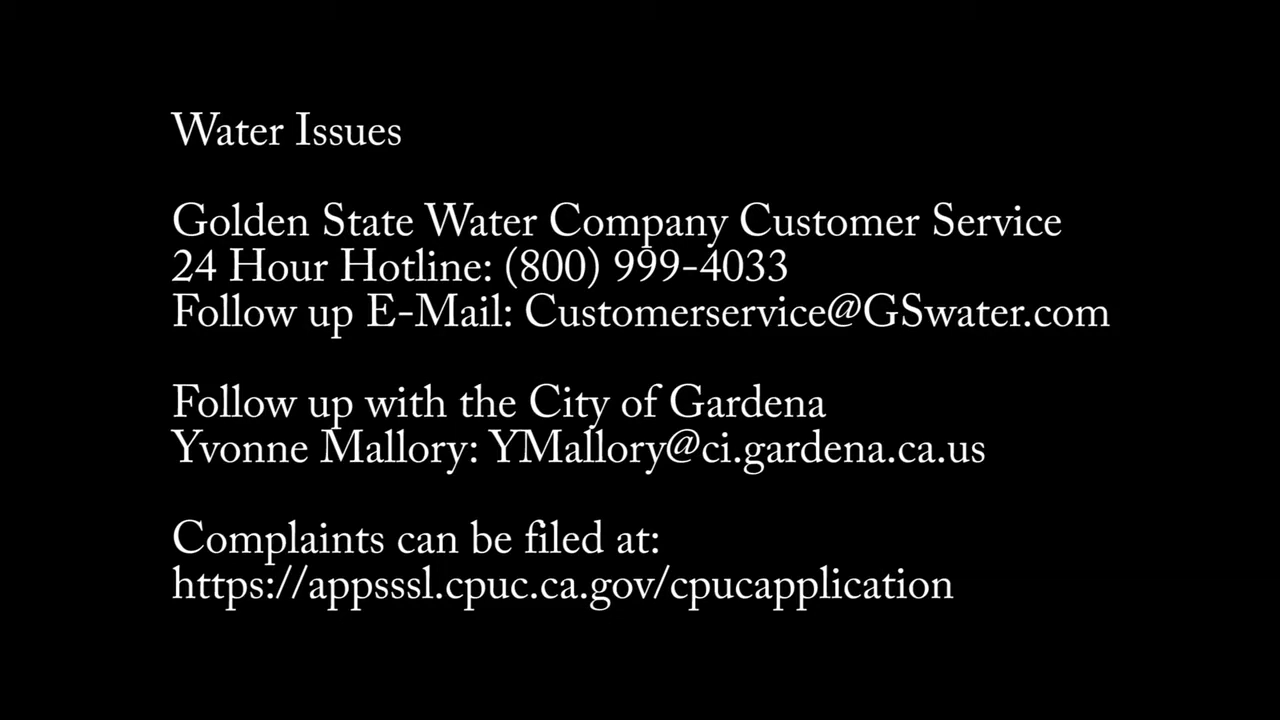 Water Issues
Golden State Water Company Customer Service
24 Hour Hotline: (800) 999-4033
Follow up E-Mail: Customerservice@GSwater.com
Follow up with the City of Gardena
Yvonne Mallory: YMallory@ci.gardena.ca.us
Complaints can be filed at:
https://appsssl.cpuc.ca.gov/cpucapplication